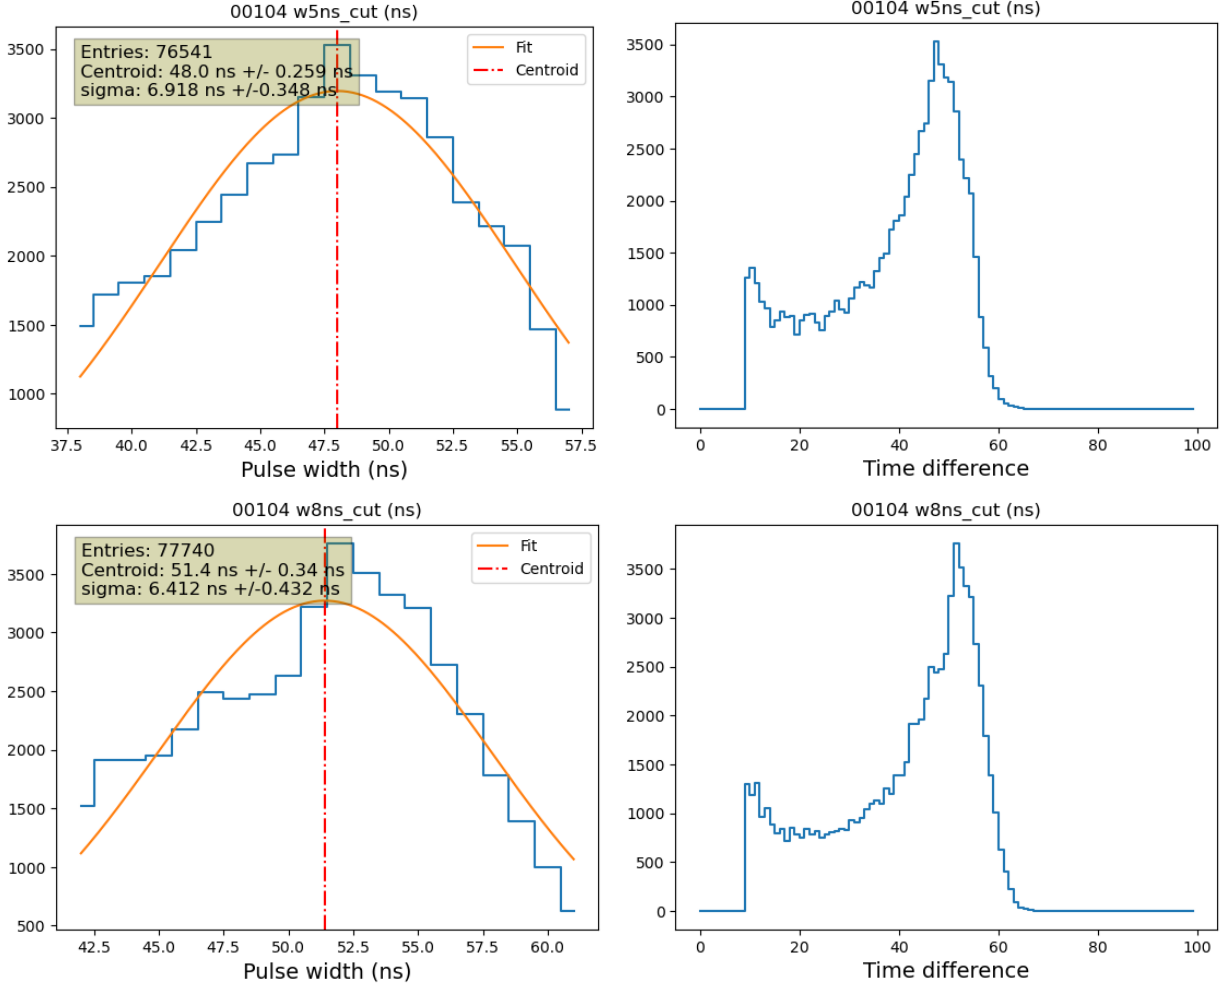 00104 w5ns_cut (ns)
Entries: 76541
Centroid: 48.0 ns +/- 0.259 ns
sigma: 6.918 ns +/-0.348 ns
Fit
Centroid
3500
3000
2500
2000
1500
1000
37.5 40.0 42.5 45.0 47.5 50.0 52.5 55.0 57.5
Pulse width (ns)
00104 w5ns_cut (ns)
3500
3000
2500
2000
1500
1000
500
0
0 20 40 60 80 100
Time difference
00104 w8ns_cut (ns)
Entries: 77740
Centroid: 51.4 ns +/- 0.34 ns
sigma: 6.412 ns +/-0.432 ns
Fit
Centroid
3500
3000
2500
2000
1500
1000
500
42.5 45.0 47.5 50.0 52.5 55.0 57.5 60.0
Pulse width (ns)
00104 w8ns_cut (ns)
3500
3000
2500
2000
1500
1000
500
0
0 20 40 60 80 100
Time difference